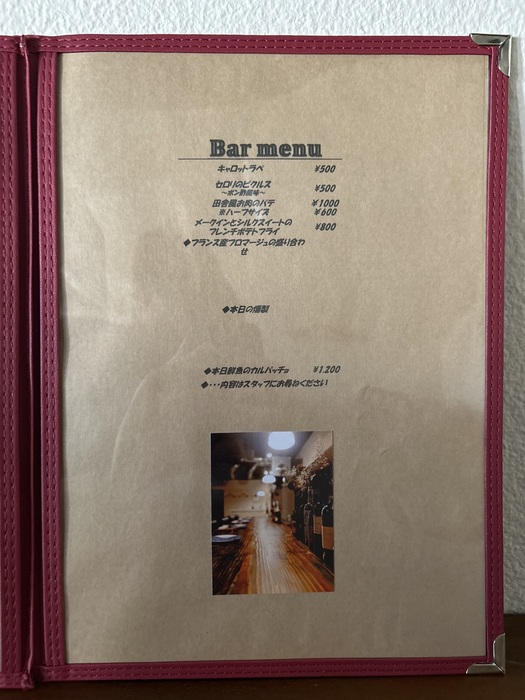 Bar menu
キャロットラペ ¥500
セロリのピクルス ¥500
～ポン酢風味～
田舎風お肉のパテ ¥1000
※ハーフサイズ ¥600
メークインとシルクスイートの
フレンチポテトフライ ¥800
◆フランス産フロマージュの盛り合わ
せ
◆本日の燻製
◆本日鮮魚のカルパッチョ ¥1,200
◆･･･内容はスタッフにお尋ねください